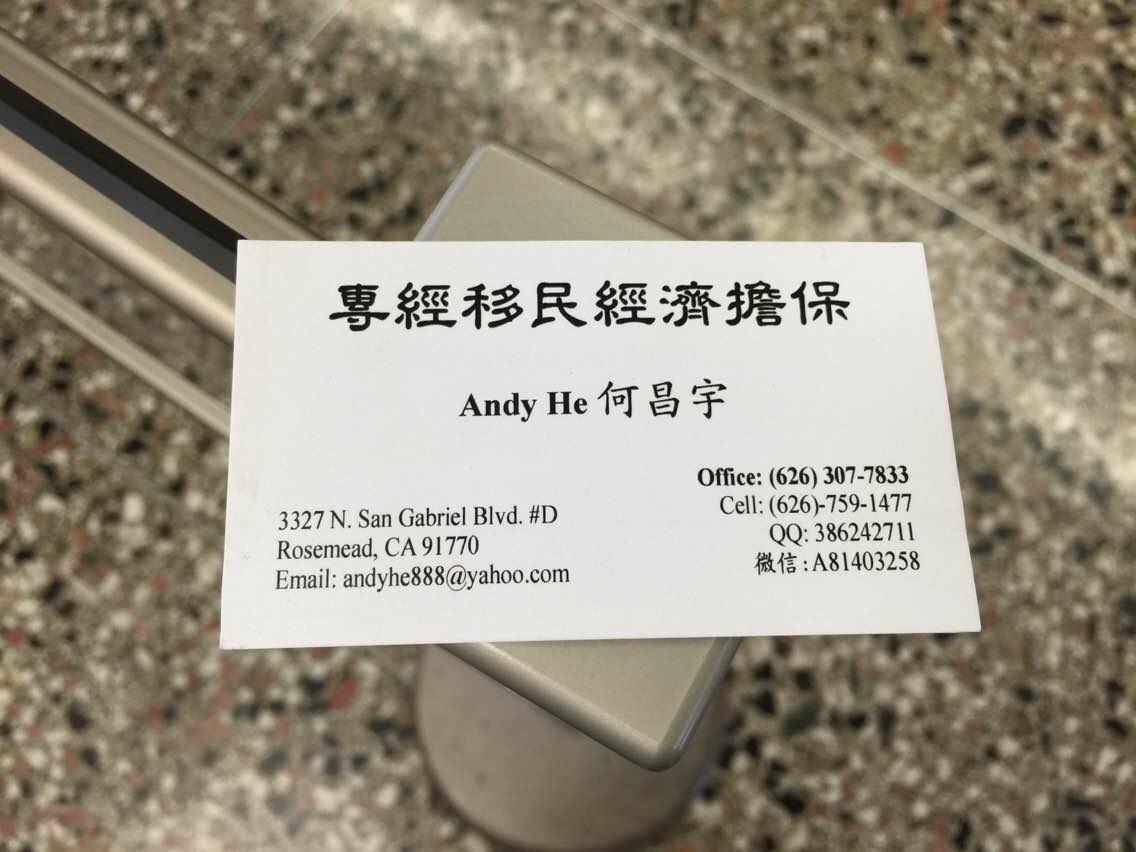 專經移民經濟擔保
Andy He 何昌宇
Office: (626) 307-7833
Cell: (626)-759-1477
QQ: 386242711
微信:A81403258
3327 N. San Gabriel Blvd. #D
Rosemead, CA 91770
Email: andyhe888@yahoo.com